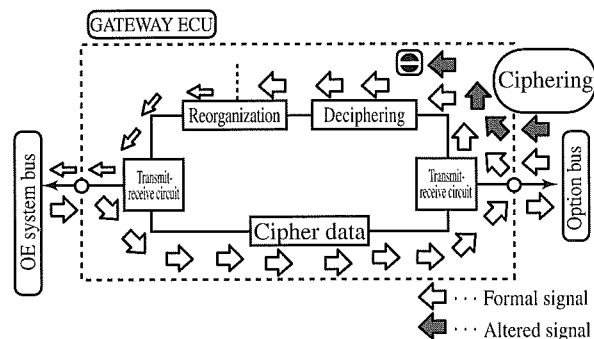 GATEWAY ECU
Ciphering
Reorganization
Deciphering
OE system bus
Transmit-
receive circuit
Transmit-
receive circuit
Option bus
Cipher data
··· Formal signal
··· Altered signal